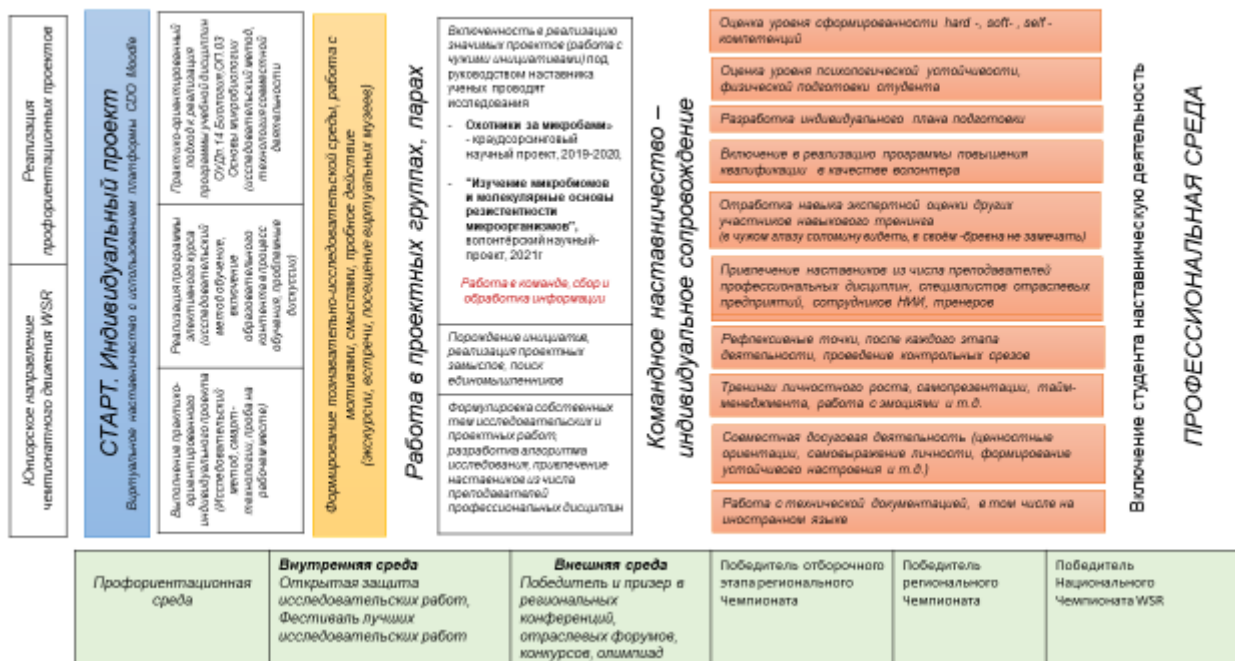 Реализация
профориентационных проектов
Юниорское направление
чемпионатного движения WSR
СТАРТ. Индивидуальный проект
Виртуальное наставничество с использованием платформы СDO Moodle
Практико-ориентированный
подход к реализация
программы учебной дисциплин
ОУДп.14 Биология,ОП.03
Основы микробиологии
(исследовательский метод,
технология совместной
деятельности
Реализация программы
элективного курса
(исследовательский
метод обучение,
включение
образовательного
контента в процесс
обучения, проблемные
дискуссии)
Выполнение практико-
ориентированного
индивидуального проекта
(Исследовательский
метод, смарт-
технологии, проба на
рабочем месте)
Формирование познавательно-исследовательской среды, работа с
мотивами, смыслами, пробное действие
(экскурсии, встречи, посещение виртуальных музеев)
Работа в проектных группах, парах
Включенность в реализацию
значимых проектов (работа с
чужими инициативами) под
руководством наставника
ученых проводят
исследования
- Охотники за микробами»
- краудсорсинговый
научный проект, 2019-2020,
- "Изучение микробиомов
и молекулярные основы
резистентности
микроорганизмов",
волонтёрский научный-
проект, 2021г
Работа в команде, сбор и
обработка информации
Порождение инициатив,
реализация проектных
замыслов, поиск
единомышленников
Формулировка собственных
тем исследовательских и
проектных работ,
разработка алгоритма
исследования, привлечение
наставников из числа
преподавателей
профессиональных дисциплин
Командное наставничество –
индивидуальное сопровождение
Оценка уровня сформированности hard -, soft- , self -
компетенций
Оценка уровня психологической устойчивости,
физической подготовки студента
Разработка индивидуального плана подготовки
Включение в реализацию программы повышения
квалификации в качестве волонтера
Отработка навыка экспертной оценки других
участников навыкового тренинга
(в чужом глазу соломину видеть, в своём -бревна не замечать)
Привлечение наставников из числа преподавателей
профессиональных дисциплин, специалистов отраслевых
предприятий, сотрудников НИИ, тренеров
Рефлексивные точки, после каждого этапа
деятельности, проведение контрольных срезов
Тренинги личностного роста, самопрезентации, тайм-
менеджмента, работа с эмоциями и т.д.
Совместная досуговая деятельность (ценностные
ориентации, самовыражение личности, формирование
устойчивого настроения и т.д.)
Работа с технической документацией, в том числе на
иностранном языке
Включение студента наставническую деятельность
ПРОФЕССИОНАЛЬНАЯ СРЕДА
Профориентационная
среда
Внутренняя среда
Открытая защита
исследовательских работ,
Фестиваль лучших
исследовательских работ
Внешняя среда
Победитель и призер в
региональных
конференций,
отраслевых форумов,
конкурсов, олимпиад
Победитель отборочного
этапа регионального
Чемпионата
Победитель
регионального
Чемпионата
Победитель
Национального
Чемпионата WSR